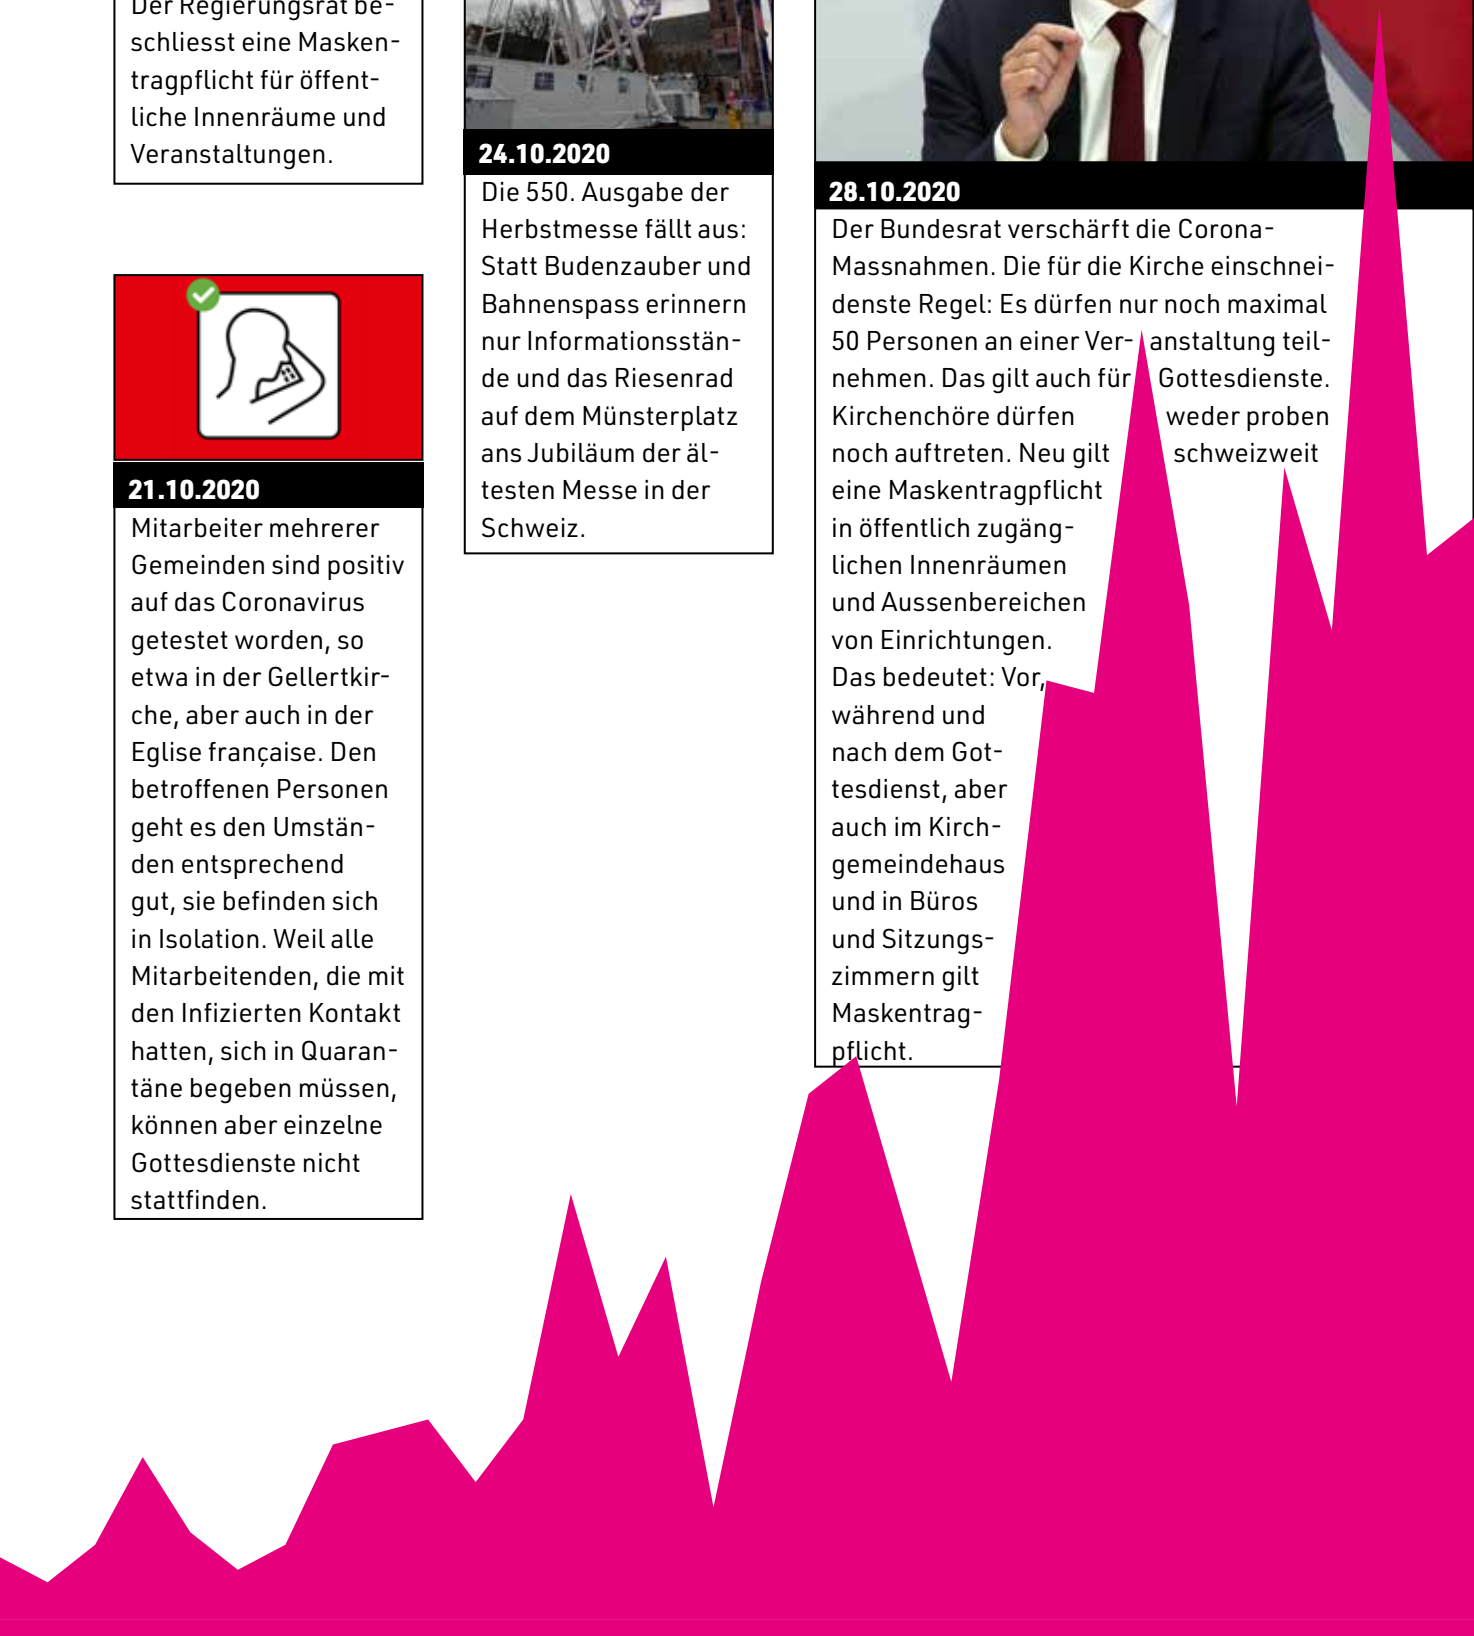 Der Regierungsrat be-
schliesst eine Masken-
tragpflicht für öffent-
liche Innenräume und
Veranstaltungen.
21.10.2020
Mitarbeiter mehrerer
Gemeinden sind positiv
auf das Coronavirus
getestet worden, so
etwa in der Gellertkir-
che, aber auch in der
Eglise française. Den
betroffenen Personen
geht es den Umstän-
den entsprechend
gut, sie befinden sich
in Isolation. Weil alle
Mitarbeitenden, die mit
den Infizierten Kontakt
hatten, sich in Quaran-
täne begeben müssen,
können aber einzelne
Gottesdienste nicht
stattfinden.
24.10.2020
Die 550. Ausgabe der
Herbstmesse fällt aus:
Statt Budenzauber und
Bahnenspass erinnern
nur Informationsstän-
de und das Riesenrad
auf dem Münsterplatz
ans Jubiläum der äl-
testen Messe in der
Schweiz.
28.10.2020
Der Bundesrat verschärft die Corona-
Massnahmen. Die für die Kirche einschnei-
denste Regel: Es dürfen nur noch maximal
50 Personen an einer Ver- anstaltung teil-
nehmen. Das gilt auch für Gottesdienste.
Kirchenchöre dürfen weder proben
noch auftreten. Neu gilt schweizweit
eine Maskentragpflicht
in öffentlich zugäng-
lichen Innenräumen
und Aussenbereichen
von Einrichtungen.
Das bedeutet: Vor,
während und
nach dem Got-
tesdienst, aber
auch im Kirch-
gemeindehaus
und in Büros
und Sitzungs-
zimmern gilt
Maskentrag-
pflicht.